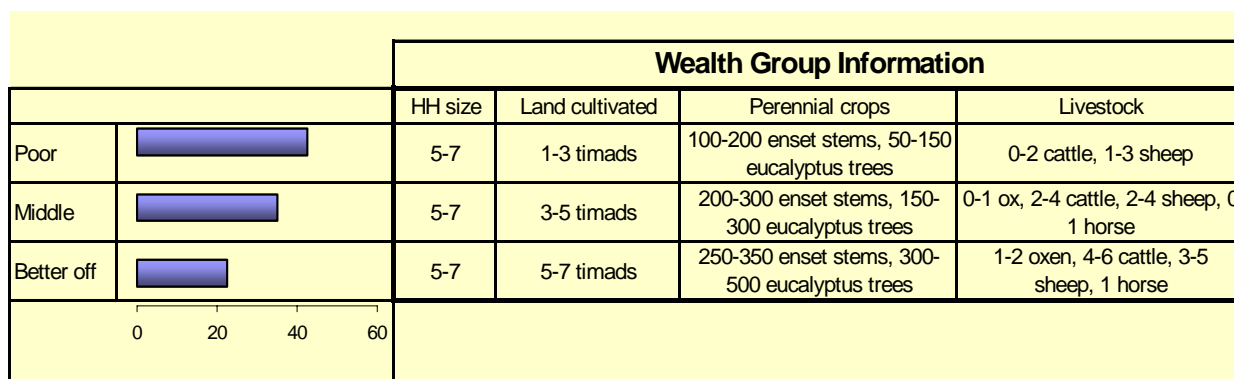 Wealth Group Information
HH size Land cultivated Perennial crops Livestock
Poor 5-7 1-3 timads 100-200 enset stems, 50-150
eucalyptus trees 0-2 cattle, 1-3 sheep
Middle 5-7 3-5 timads 200-300 enset stems, 150-
300 eucalyptus trees 0-1 ox, 2-4 cattle, 2-4 sheep, 0
1 horse
Better off 5-7 5-7 timads 250-350 enset stems, 300-
500 eucalyptus trees 1-2 oxen, 4-6 cattle, 3-5
sheep, 1 horse
0 20 40 60